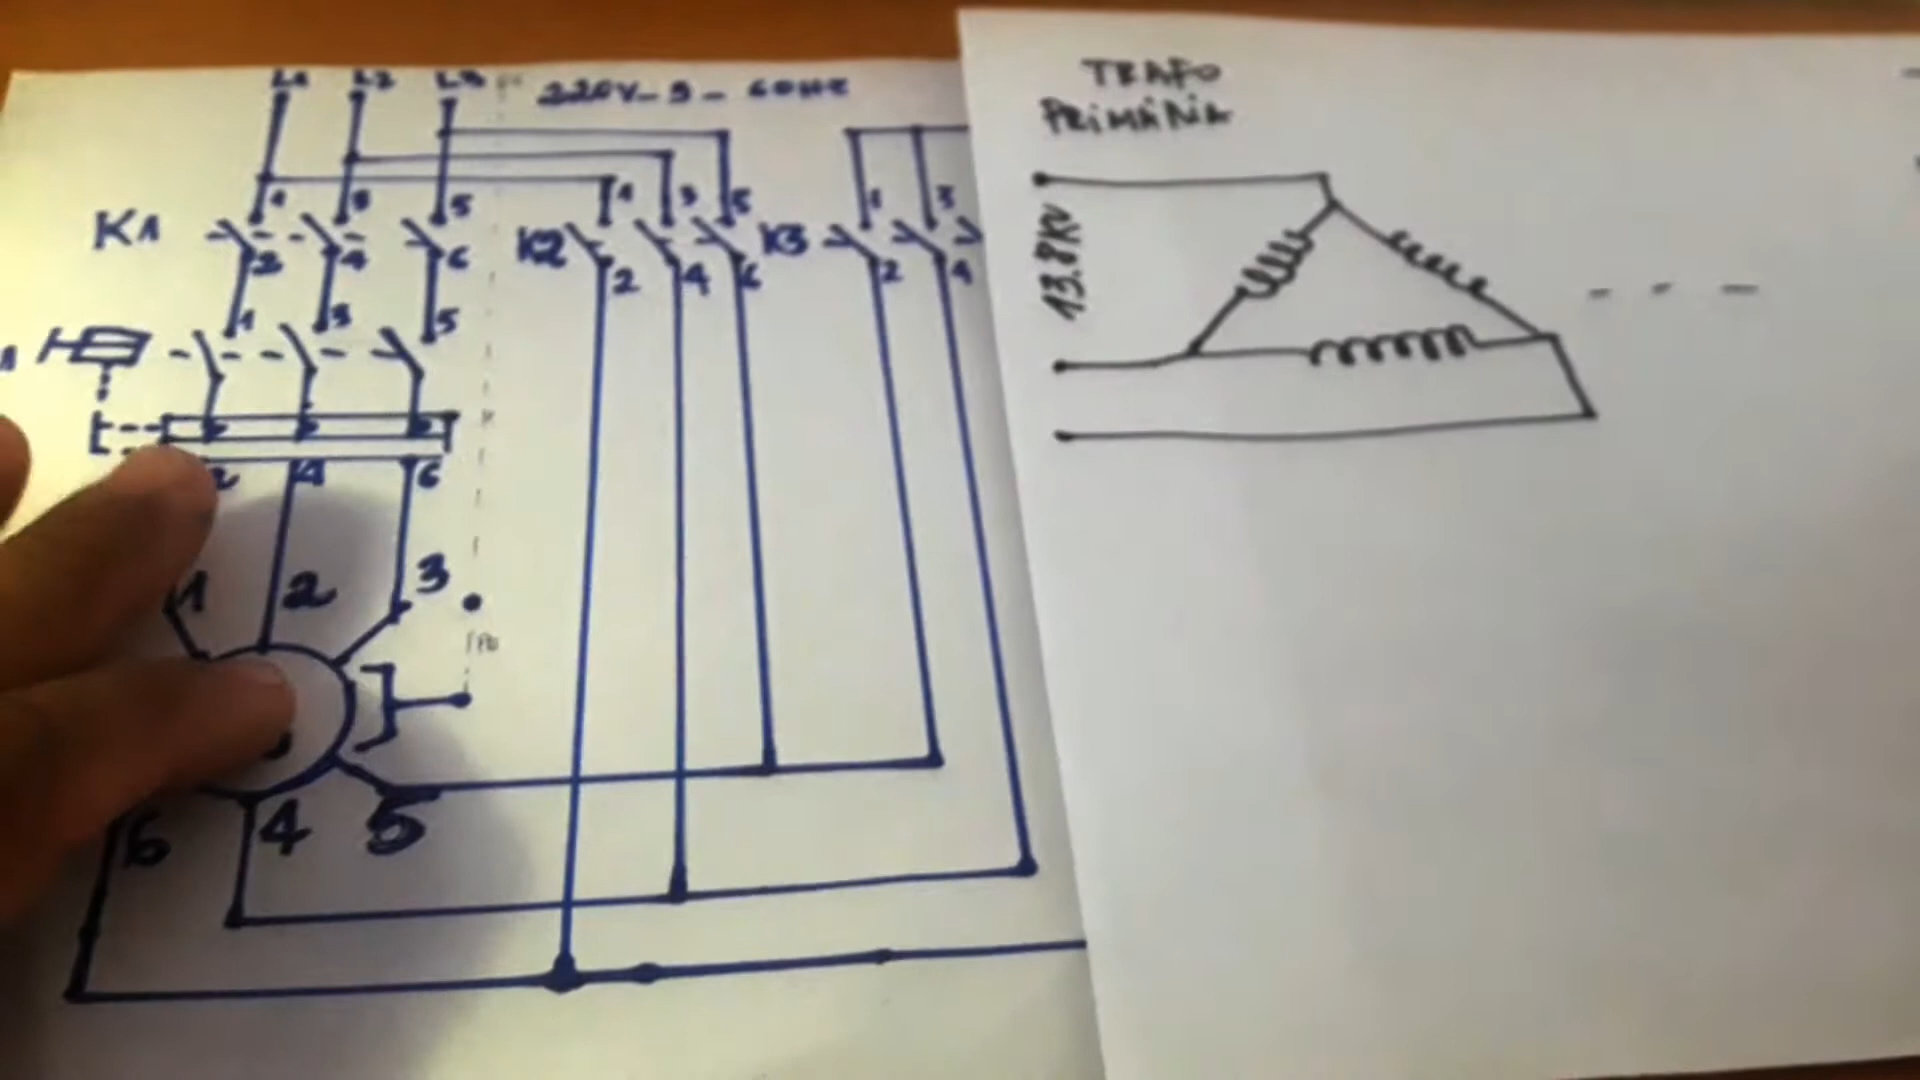 L1 L2 L3 220V-3- 60HZ
1 3 5 1 3 5 1 3
K1 K2 K3
2 4 6 2 4 6 2 4
1 3 5
2 4 6
1 2 3
6 4 5
TRAFO
PRIMÁRIA
13.8KV